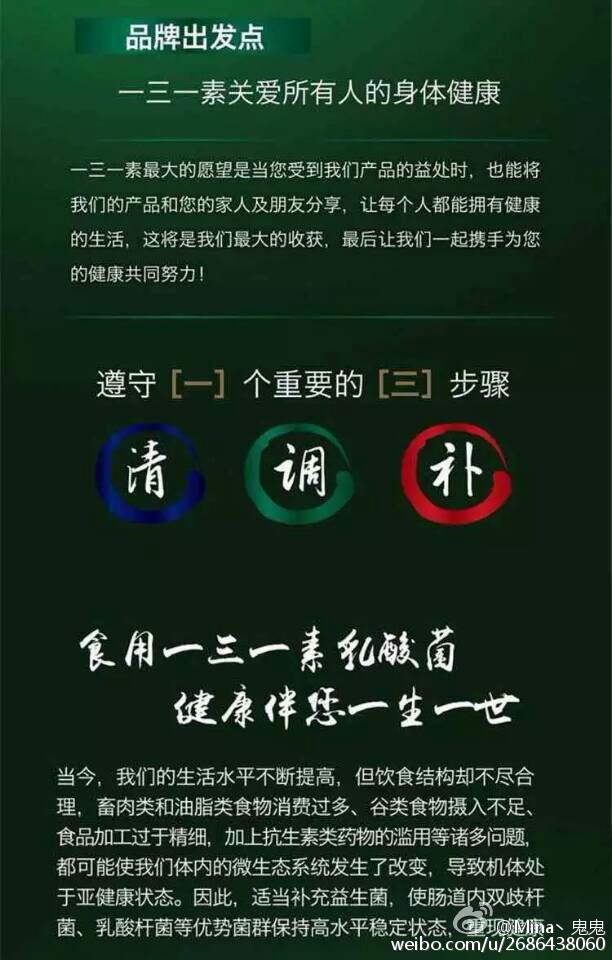 品牌出发点
一三一素关爱所有人的身体健康
一三一素最大的愿望是当您受到我们产品的益处时，也能将
我们的产品和您的家人及朋友分享，让每个人都能拥有健康
的生活，这将是我们最大的收获，最后让我们一起携手为您
的健康共同努力！
遵守［一］个重要的［三］步骤
清 调 补
食用一三一素乳酸菌
健康伴您一生一世
当今，我们的生活水平不断提高，但饮食结构却不尽合
理，畜肉类和油脂类食物消费过多、谷类食物摄入不足、
食品加工过于精细，加上抗生素类药物的滥用等诸多问题，
都可能使我们体内的微生态系统发生了改变，导致机体处
于亚健康状态。因此，适当补充益生菌，使肠道内双歧杆
菌、乳酸杆菌等优势菌群保持高水平稳定状态，重现健康
@Mina丶鬼鬼
weibo.com/u/2686438060